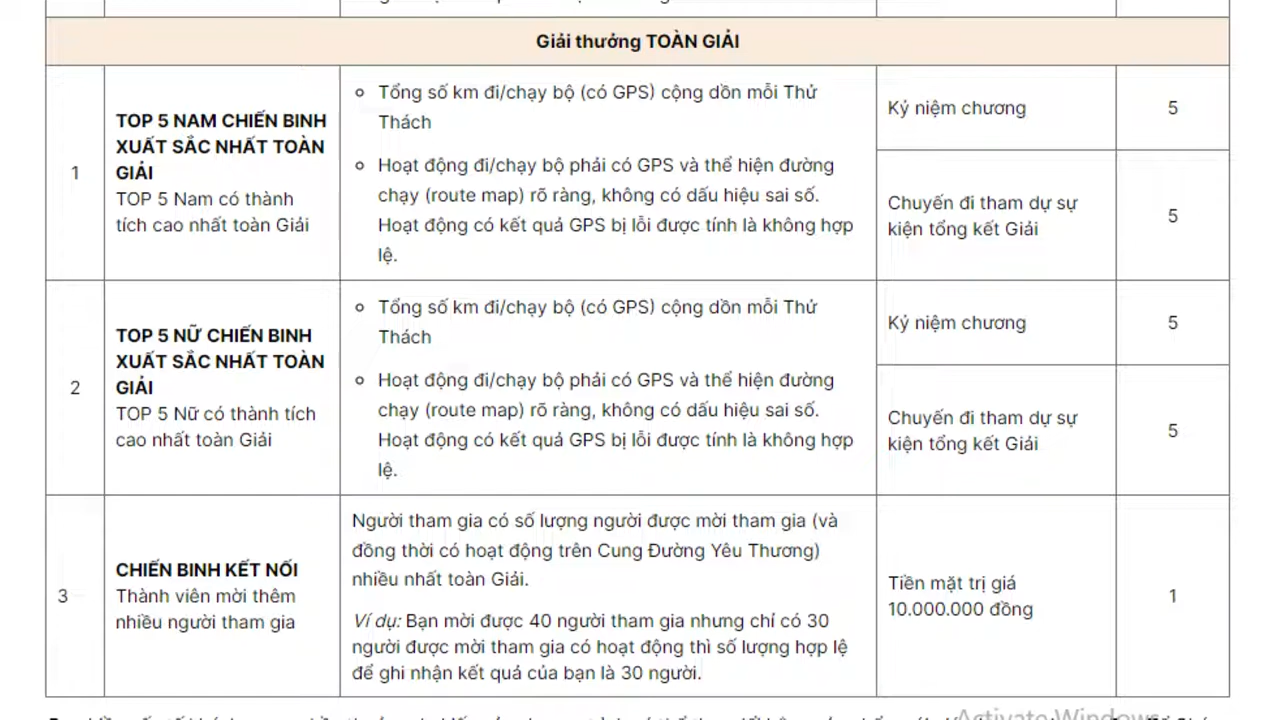 Giải thưởng TOÀN GIẢI
1
TOP 5 NAM CHIẾN BINH
XUẤT SẮC NHẤT TOÀN
GIẢI
TOP 5 Nam có thành
tích cao nhất toàn Giải
Tổng số km đi/chạy bộ (có GPS) cộng dồn mỗi Thử
Thách
Hoạt động đi/chạy bộ phải có GPS và thể hiện đường
chạy (route map) rõ ràng, không có dấu hiệu sai số.
Hoạt động có kết quả GPS bị lỗi được tính là không hợp
lệ.
Kỷ niệm chương
5
Chuyến đi tham dự sự
kiện tổng kết Giải
5
2
TOP 5 NỮ CHIẾN BINH
XUẤT SẮC NHẤT TOÀN
GIẢI
TOP 5 Nữ có thành tích
cao nhất toàn Giải
Tổng số km đi/chạy bộ (có GPS) cộng dồn mỗi Thử
Thách
Hoạt động đi/chạy bộ phải có GPS và thể hiện đường
chạy (route map) rõ ràng, không có dấu hiệu sai số.
Hoạt động có kết quả GPS bị lỗi được tính là không hợp
lệ.
Kỷ niệm chương
5
Chuyến đi tham dự sự
kiện tổng kết Giải
5
3
CHIẾN BINH KẾT NỐI
Thành viên mời thêm
nhiều người tham gia
Người tham gia có số lượng người được mời tham gia (và
đồng thời có hoạt động trên Cung Đường Yêu Thương)
nhiều nhất toàn Giải.
Ví dụ: Bạn mời được 40 người tham gia nhưng chỉ có 30
người được mời tham gia có hoạt động thì số lượng hợp lệ
để ghi nhận kết quả của bạn là 30 người.
Tiền mặt trị giá
10.000.000 đồng
1
Activate Windows